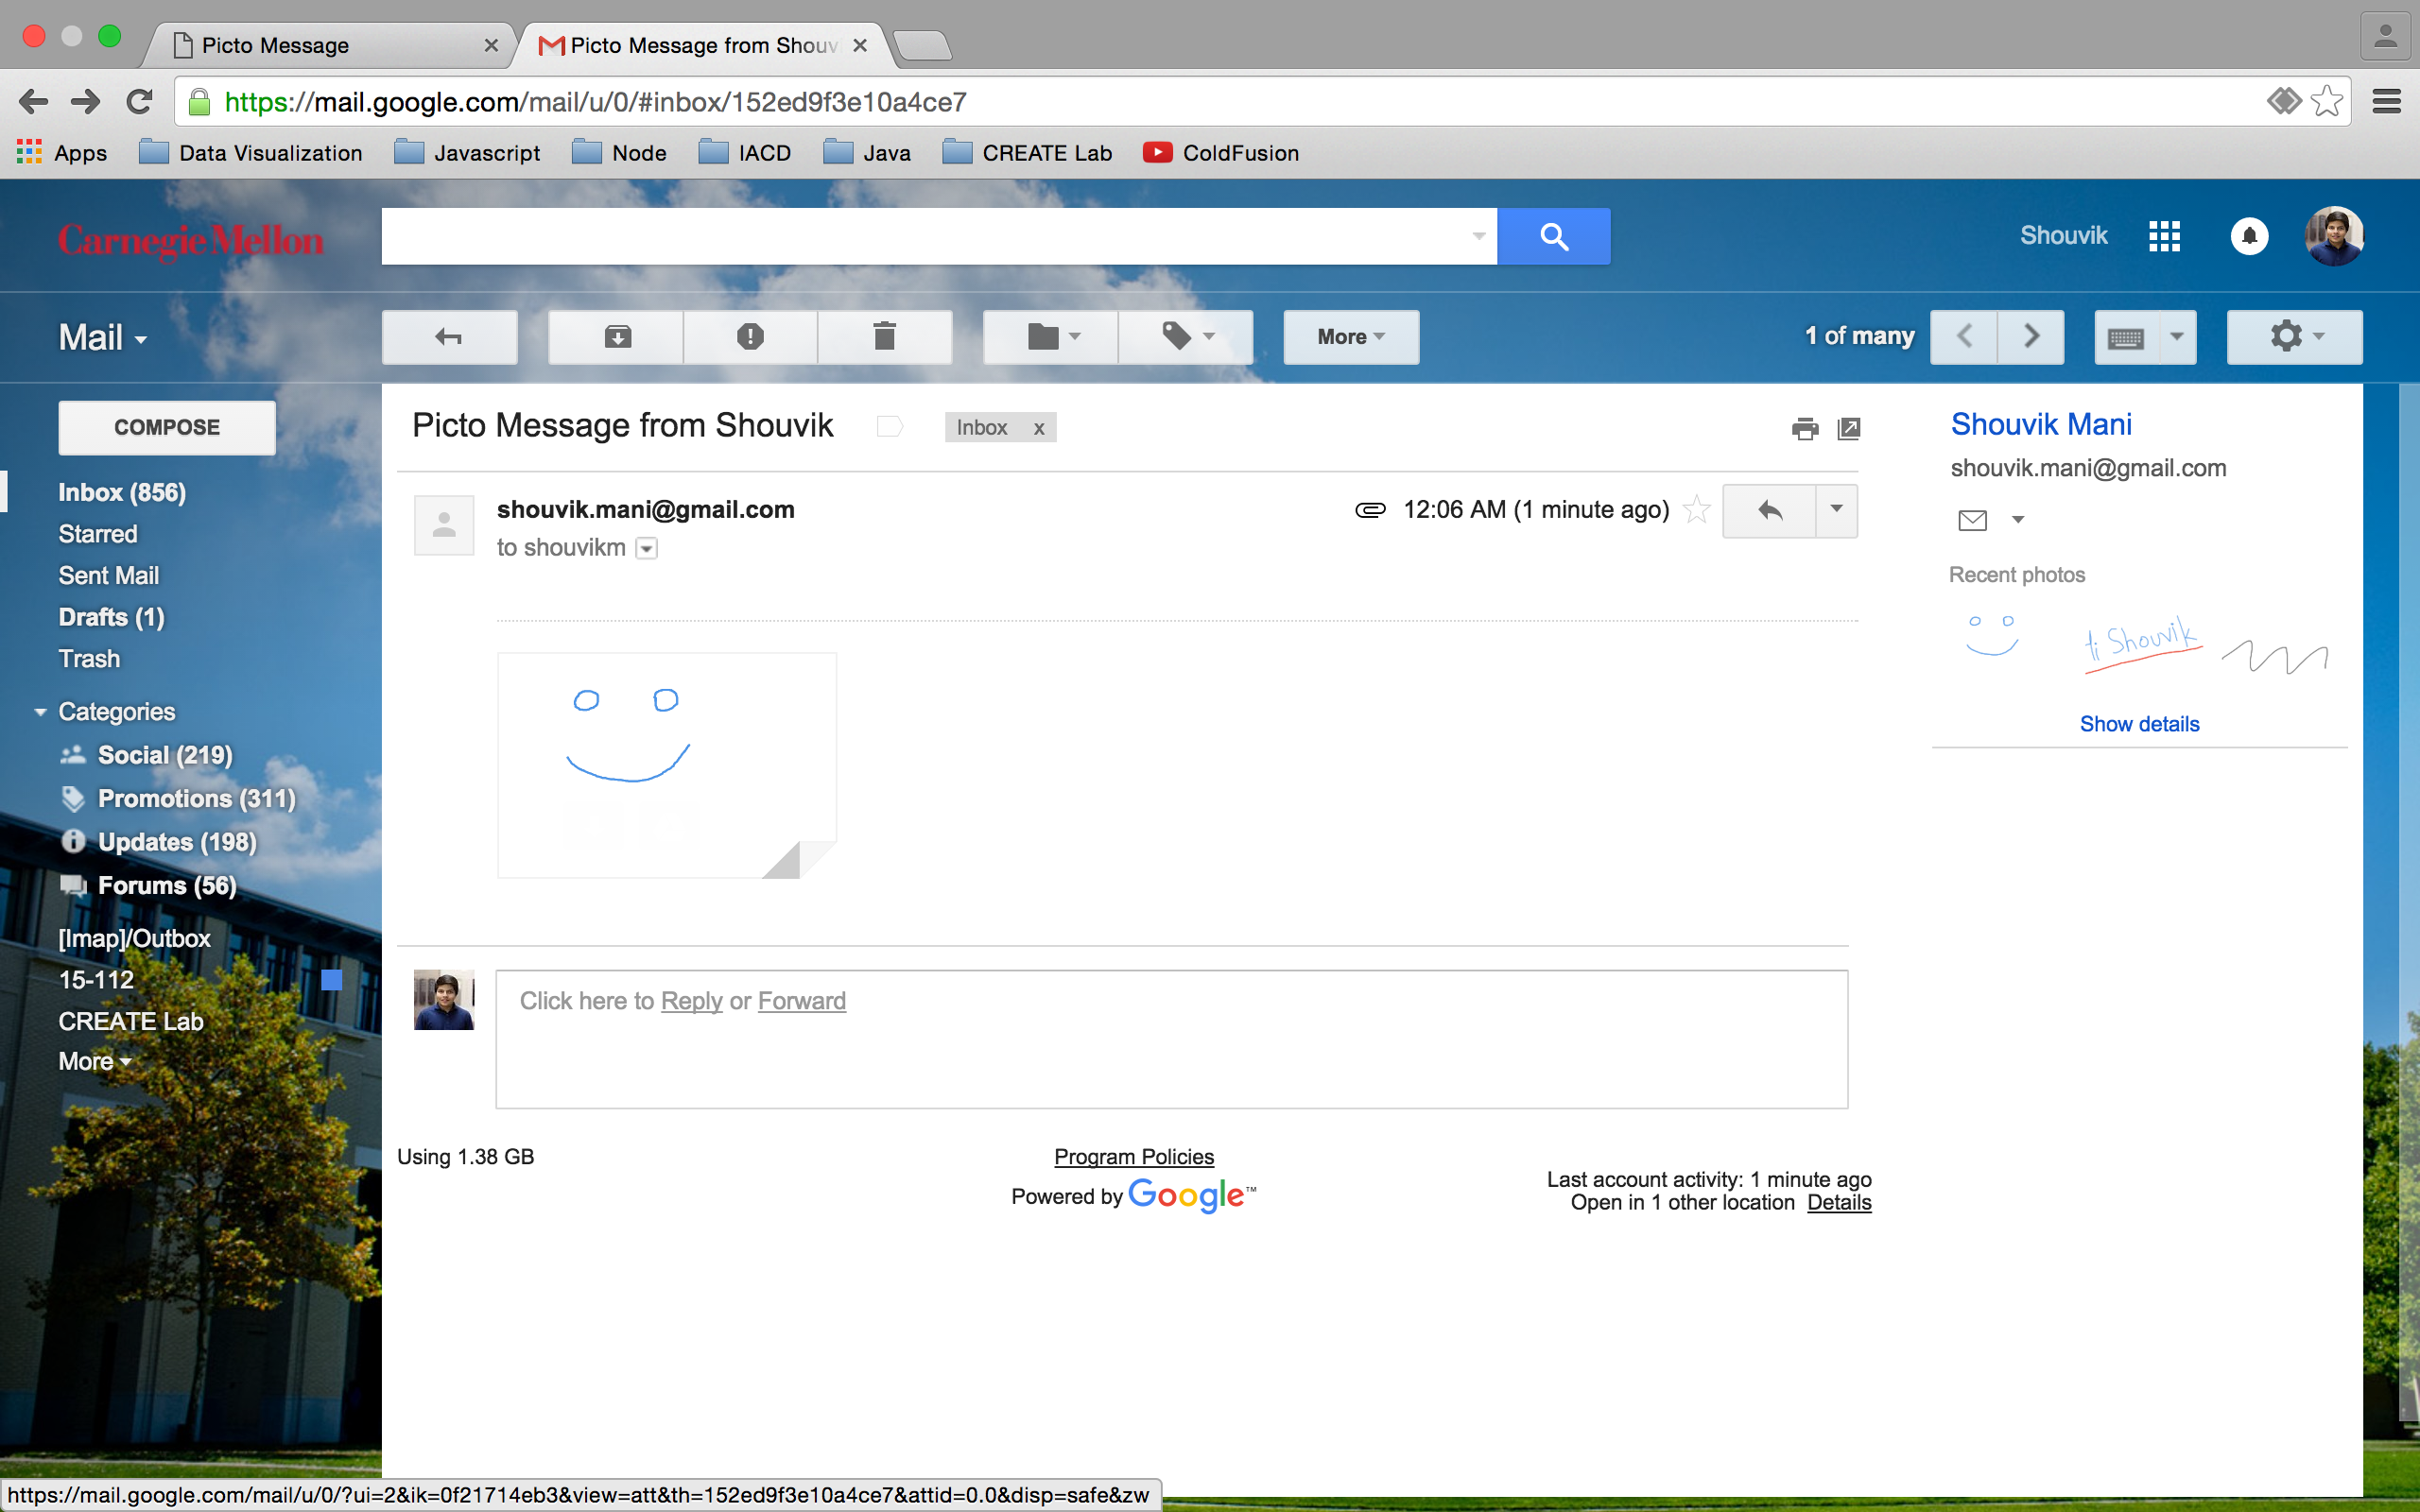 Picto Message
Picto Message from Shouv
https://mail.google.com/mail/u/0/#inbox/152ed9f3e10a4ce7
Apps Data Visualization Javascript Node IACD Java CREATE Lab ColdFusion
Carnegie Mellon
Shouvik
Mail
More
1 of many
COMPOSE
Inbox (856)
Starred
Sent Mail
Drafts (1)
Trash
Categories
Social (219)
Promotions (311)
Updates (198)
Forums (56)
[Imap]/Outbox
15-112
CREATE Lab
More
Picto Message from Shouvik
Inbox x
shouvik.mani@gmail.com
12:06 AM (1 minute ago)
to shouvikm
Click here to Reply or Forward
Using 1.38 GB
Program Policies
Powered by Google™
Last account activity: 1 minute ago
Open in 1 other location Details
Shouvik Mani
shouvik.mani@gmail.com
Recent photos
Shouvik
Show details
https://mail.google.com/mail/u/0/?ui=2&ik=0f21714eb3&view=att&th=152ed9f3e10a4ce7&attid=0.0&disp=safe&zw